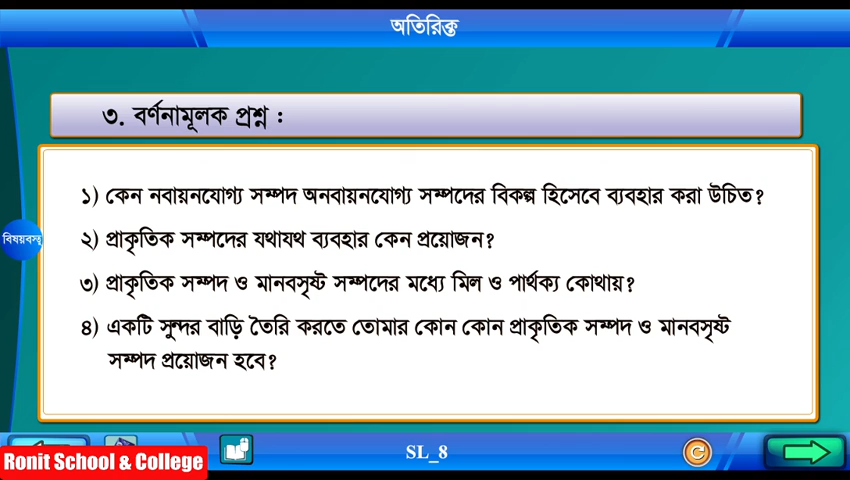 অতিরিক্ত
৩. বর্ণনামূলক প্রশ্ন :
১) কেন নবায়নযোগ্য সম্পদ অনবায়নযোগ্য সম্পদের বিকল্প হিসেবে ব্যবহার করা উচিত?
বিষয়বস্তু
২) প্রাকৃতিক সম্পদের যথাযথ ব্যবহার কেন প্রয়োজন?
৩) প্রাকৃতিক সম্পদ ও মানবসৃষ্ট সম্পদের মধ্যে মিল ও পার্থক্য কোথায়?
৪) একটি সুন্দর বাড়ি তৈরি করতে তোমার কোন কোন প্রাকৃতিক সম্পদ ও মানবসৃষ্ট
সম্পদ প্রয়োজন হবে?
SL_8
Ronit School & College